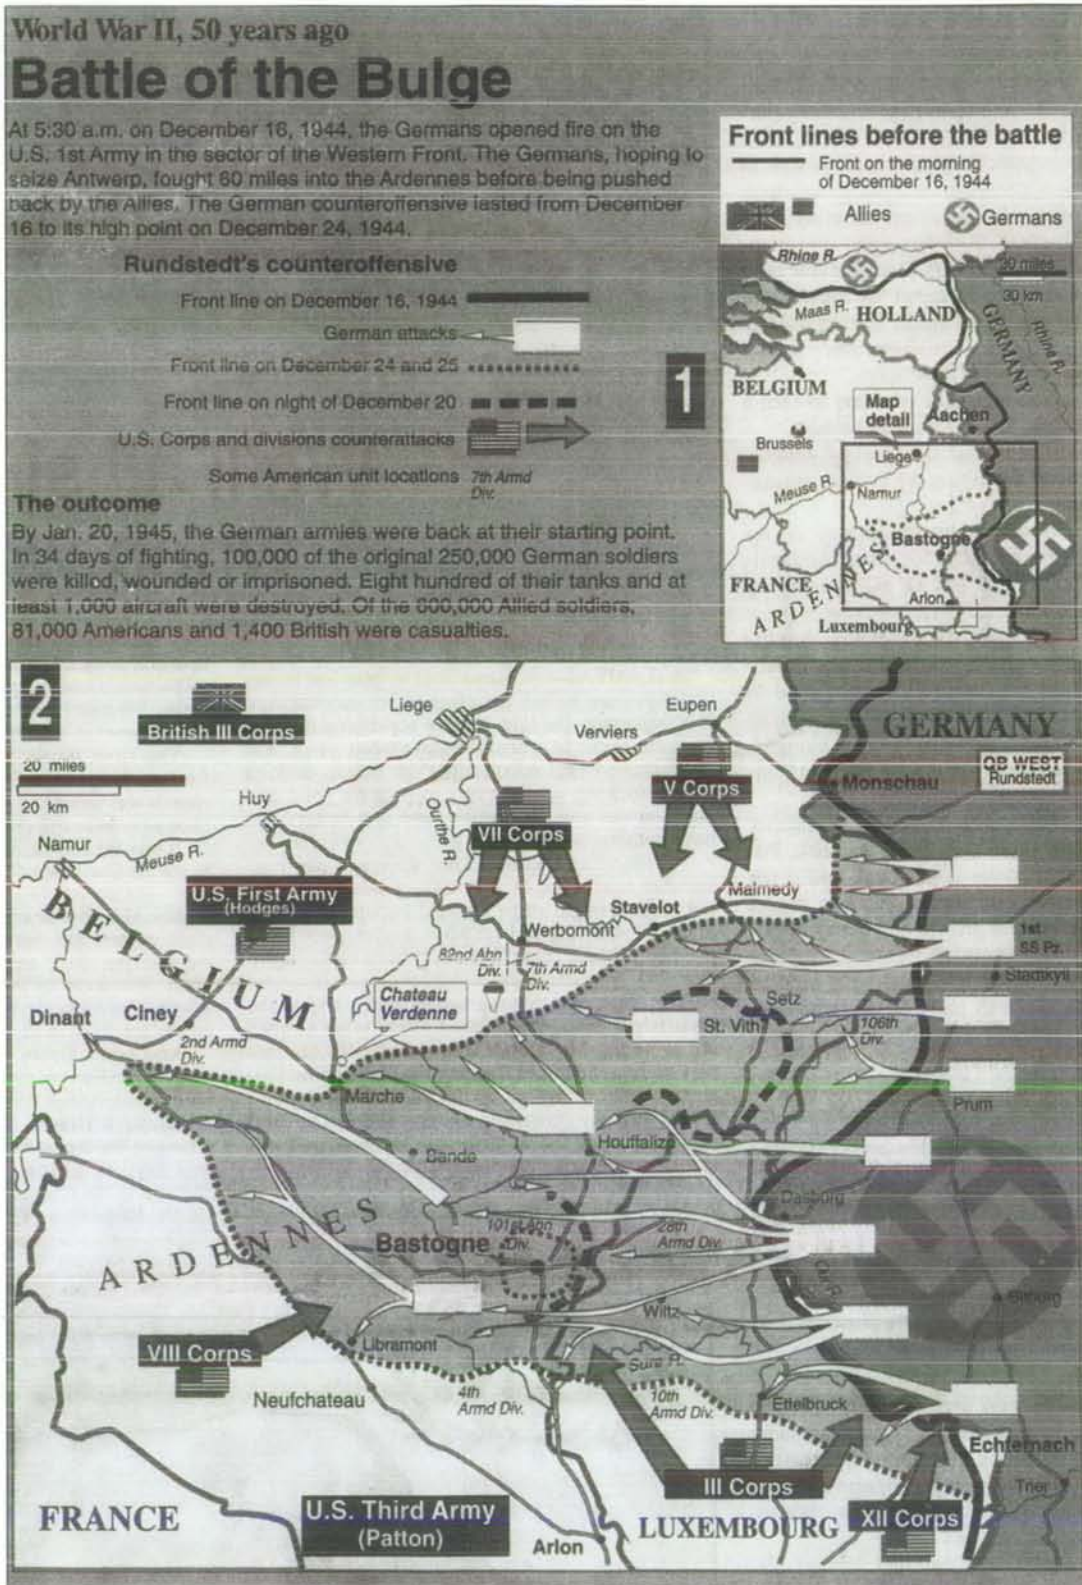 World War II, 50 years ago
Battle of the Bulge
At 5:30 a.m. on December 16, 1944, the Germans opened fire on the
U.S. 1st Army in the sector of the Western Front. The Germans, hoping to
seize Antwerp, fought 60 miles into the Ardennes before being pushed
back by the Allies. The German counteroffensive lasted from December
16 to its high point on December 24, 1944.
Rundstedt's counteroffensive
Front line on December 16, 1944
German attacks
Front line on December 24 and 25
Front line on night of December 20
U.S. Corps and divisions counterattacks
Some American unit locations 7th Armd
Div.
The outcome
By Jan. 20, 1945, the German armies were back at their starting point.
In 34 days of fighting, 100,000 of the original 250,000 German soldiers
were killed, wounded or imprisoned. Eight hundred of their tanks and at
least 1,000 aircraft were destroyed. Of the 600,000 Allied soldiers,
81,000 Americans and 1,400 British were casualties.
1
Front lines before the battle
Front on the morning
of December 16, 1944
Allies
Germans
Rhine R.
20 miles
30 km
Maas R.
HOLLAND
GERMANY
Rhine R.
BELGIUM
Map
detail
Aachen
Brussels
Liege
Meuse R.
Namur
Bastogne
FRANCE
ARDENNES
Arlon
Luxembourg
2
British III Corps
20 miles
20 km
Liege
Eupen
Verviers
GERMANY
OB WEST
Rundstedt
Monschau
V Corps
Huy
Ourthe R.
VII Corps
Namur
Meuse R.
U.S. First Army
(Hodges)
BELGIUM
Malmedy
Stavelot
Werbomont
1st
SS Pz.
Stadkyll
82nd Abn
Div.
7th Armd
Div.
Chateau
Verdenne
Setz
St. Vith
106th
Div.
Dinant
Ciney
2nd Armd
Div.
Marche
Prum
Bande
Houffalize
Dasburg
ARDENNES
101st Abn
Div.
28th
Armd Div.
Bastogne
Our R.
Bitburg
Wiltz
VIII Corps
Libramont
Sure R.
Neufchateau
4th
Armd Div.
10th
Armd Div.
Ettelbruck
Echternach
Trier
III Corps
XII Corps
FRANCE
U.S. Third Army
(Patton)
LUXEMBOURG
Arlon